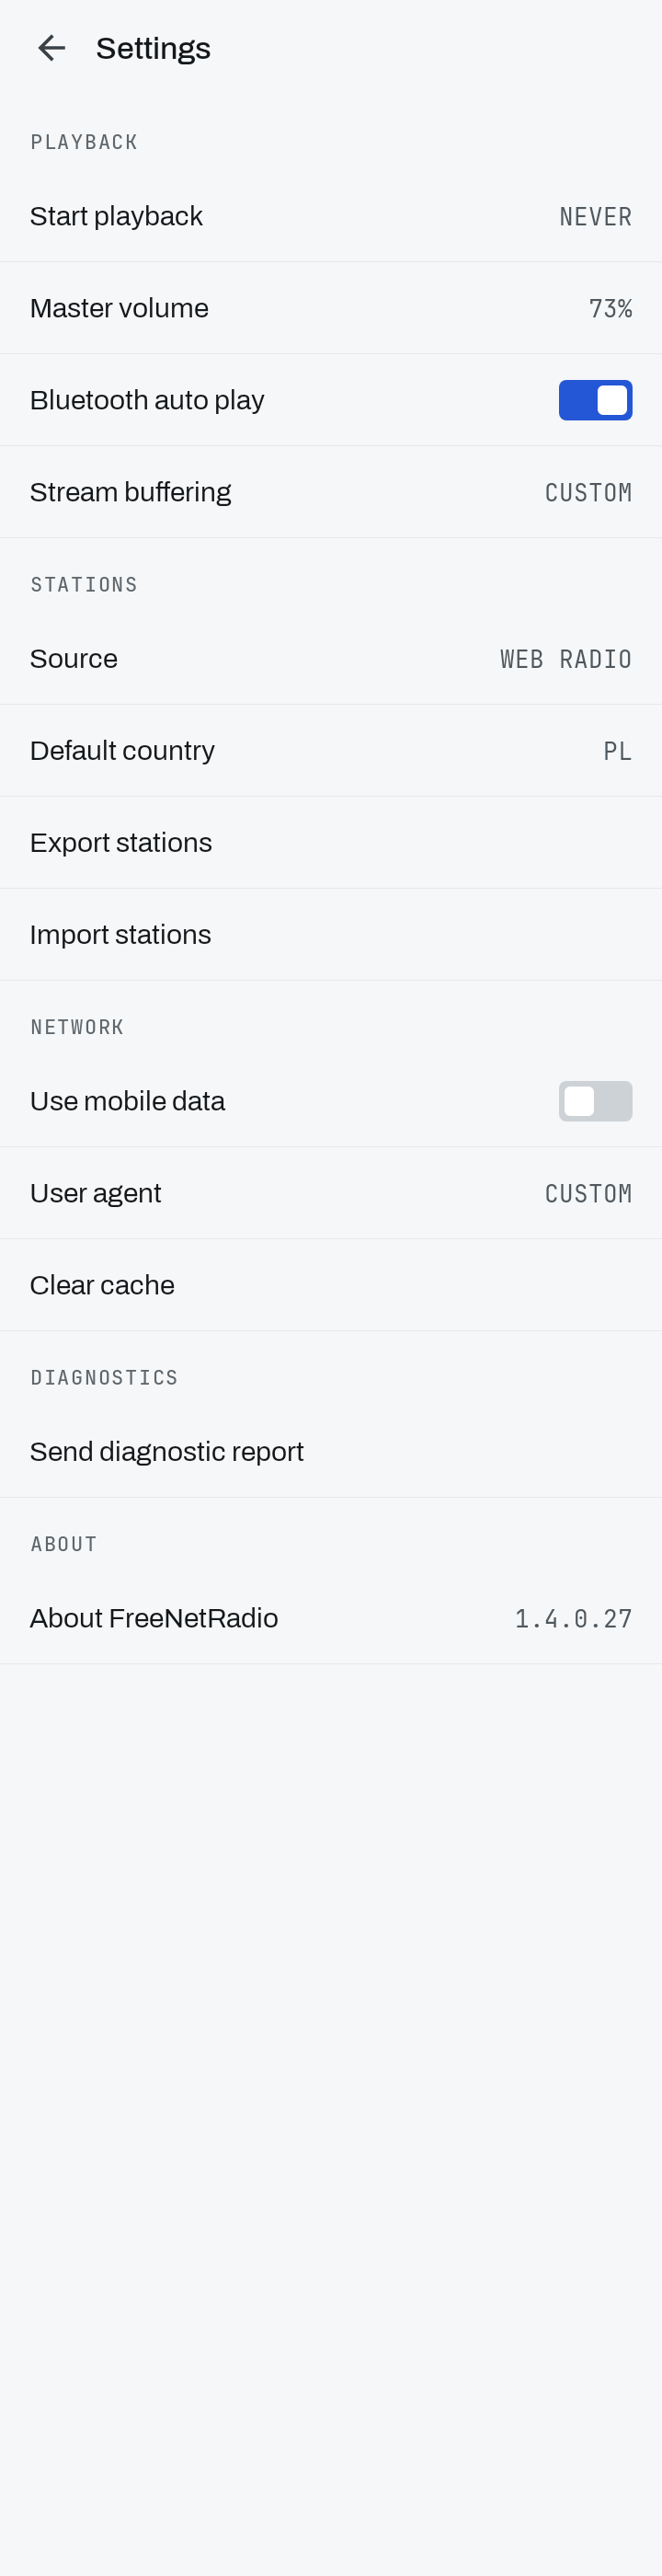 Settings
PLAYBACK
Start playback NEVER
Master volume 73%
Bluetooth auto play
Stream buffering CUSTOM
STATIONS
Source WEB RADIO
Default country PL
Export stations
Import stations
NETWORK
Use mobile data
User agent CUSTOM
Clear cache
DIAGNOSTICS
Send diagnostic report
ABOUT
About FreeNetRadio 1.4.0.27